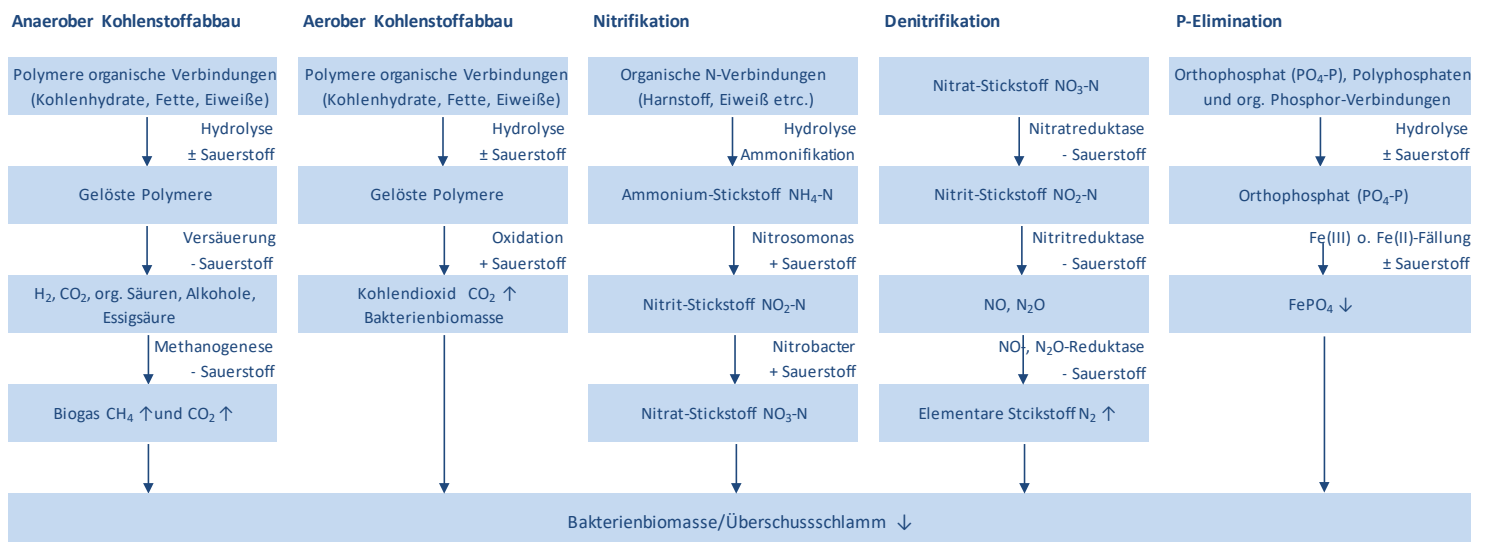 Anaerober Kohlenstoffabbau
Polymere organische Verbindungen
(Kohlenhydrate, Fette, Eiweiße)
Hydrolyse
± Sauerstoff
Gelöste Polymere
Versäuerung
- Sauerstoff
H₂, CO₂, org. Säuren, Alkohole,
Essigsäure
Methanogenese
- Sauerstoff
Biogas CH₄ ↑und CO₂ ↑
Aerober Kohlenstoffabbau
Polymere organische Verbindungen
(Kohlenhydrate, Fette, Eiweiße)
Hydrolyse
± Sauerstoff
Gelöste Polymere
Oxidation
+ Sauerstoff
Kohlendioxid CO₂ ↑
Bakterienbiomasse
Nitrifikation
Organische N-Verbindungen
(Harnstoff, Eiweiß etrc.)
Hydrolyse
Ammonifikation
Ammonium-Stickstoff NH₄-N
Nitrosomonas
+ Sauerstoff
Nitrit-Stickstoff NO₂-N
Nitrobacter
+ Sauerstoff
Nitrat-Stickstoff NO₃-N
Denitrifikation
Nitrat-Stickstoff NO₃-N
Nitratreduktase
- Sauerstoff
Nitrit-Stickstoff NO₂-N
Nitritreduktase
- Sauerstoff
NO, N₂O
NO-, N₂O-Reduktase
- Sauerstoff
Elementare Stcikstoff N₂ ↑
P-Elimination
Orthophosphat (PO₄-P), Polyphosphaten
und org. Phosphor-Verbindungen
Hydrolyse
± Sauerstoff
Orthophosphat (PO₄-P)
Fe(III) o. Fe(II)-Fällung
± Sauerstoff
FePO₄ ↓
Bakterienbiomasse/Überschussschlamm ↓